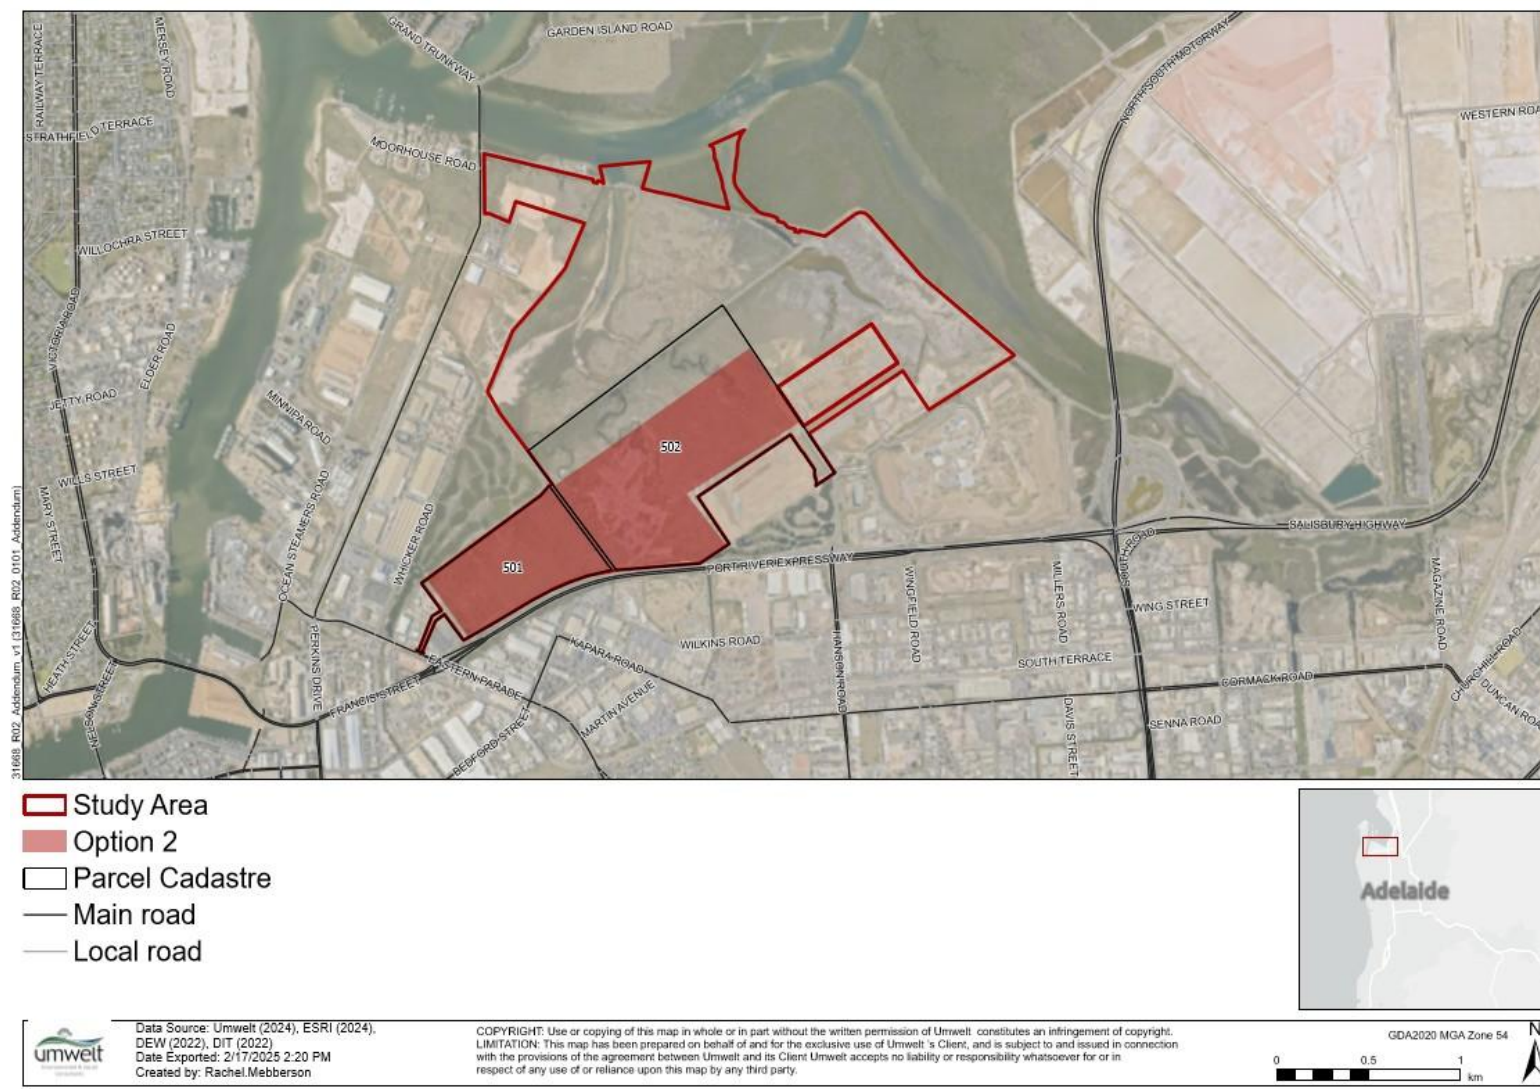 GRAND TRUNKWAY
GARDEN ISLAND ROAD
RAILWAY TERRACE
MERSEY ROAD
NORTH SOUTH MOTORWAY
WESTERN ROA
STRATHFIELD TERRACE
MOORHOUSE ROAD
WILLOCHRA STREET
VICTORIA ROAD
ELDER ROAD
JETTY ROAD
MINNIPA ROAD
502
WILLS STREET
MARY STREET
OCEAN STEAMERS ROAD
WHICKER ROAD
SALISBURY HIGHWAY
501
PORT RIVER EXPRESSWAY
SOUTH ROAD
WINGFIELD ROAD
MILLERS ROAD
MAGAZINE ROAD
WING STREET
HEATH STREET
PERKINS DRIVE
KAPARA ROAD
WILKINS ROAD
HANSON ROAD
SOUTH TERRACE
EASTERN PARADE
CORMACK ROAD
CHURCHILL ROAD
DUNCAN ROA
NELSON STREET
FRANCIS STREET
MARTIN AVENUE
BEDFORD STREET
DAVIS STREET
SENNA ROAD
31668_R02_Addendum_v1 (31668_R02_0101_Addendum)
Study Area
Option 2
Parcel Cadastre
Main road
Local road
Adelaide
umwelt
Data Source: Umwelt (2024), ESRI (2024),
DEW (2022), DIT (2022)
Date Exported: 2/17/2025 2:20 PM
Created by: Rachel.Mebberson
COPYRIGHT: Use or copying of this map in whole or in part without the written permission of Umwelt constitutes an infringement of copyright.
LIMITATION: This map has been prepared on behalf of and for the exclusive use of Umwelt 's Client, and is subject to and issued in connection
with the provisions of the agreement between Umwelt and its Client Umwelt accepts no liability or responsibility whatsoever for or in
respect of any use of or reliance upon this map by any third party.
GDA2020 MGA Zone 54
N
0 0.5 1
km